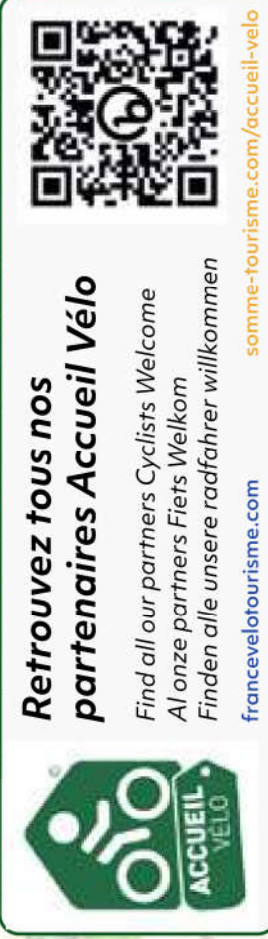 ACCUEIL
VÉLO
Retrouvez tous nos
partenaires Accueil Vélo
Find all our partners Cyclists Welcome
Al onze partners Fiets Welkom
Finden alle unsere radfahrer willkommen
francevelotourisme.com
somme-tourisme.com/accueil-velo